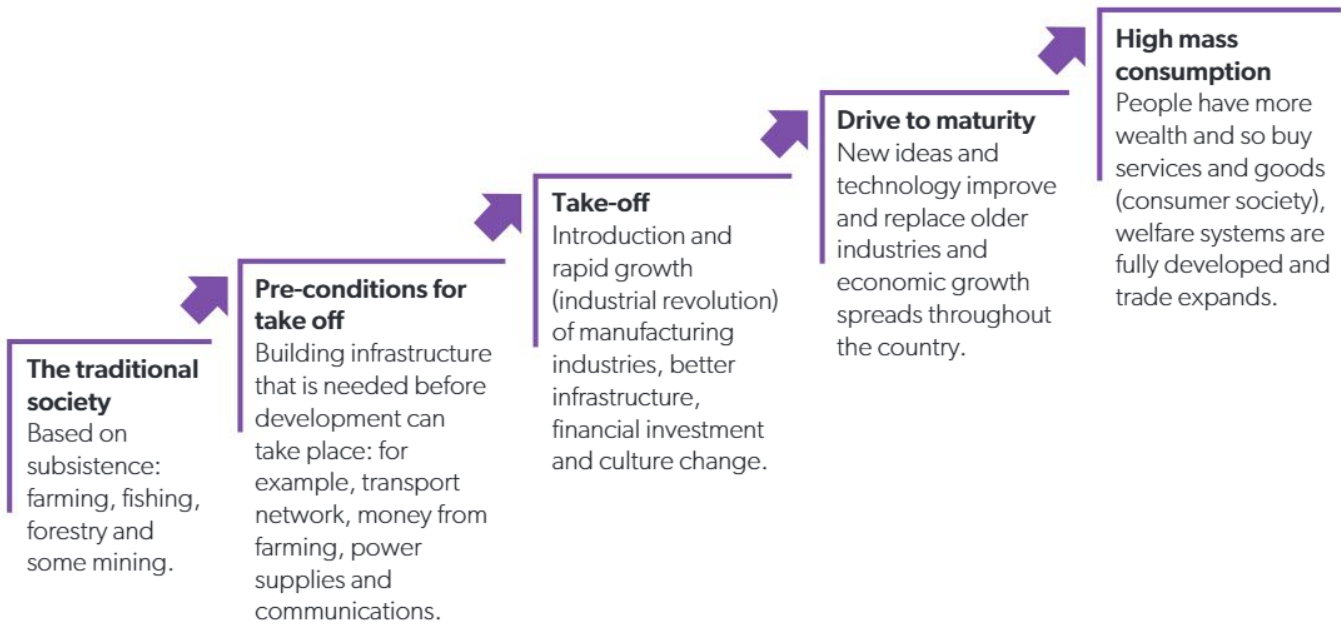 The traditional
society
Based on
subsistence:
farming, fishing,
forestry and
some mining.
Pre-conditions for
take off
Building infrastructure
that is needed before
development can
take place: for
example, transport
network, money from
farming, power
supplies and
communications.
Take-off
Introduction and
rapid growth
(industrial revolution)
of manufacturing
industries, better
infrastructure,
financial investment
and culture change.
Drive to maturity
New ideas and
technology improve
and replace older
industries and
economic growth
spreads throughout
the country.
High mass
consumption
People have more
wealth and so buy
services and goods
(consumer society),
welfare systems are
fully developed and
trade expands.